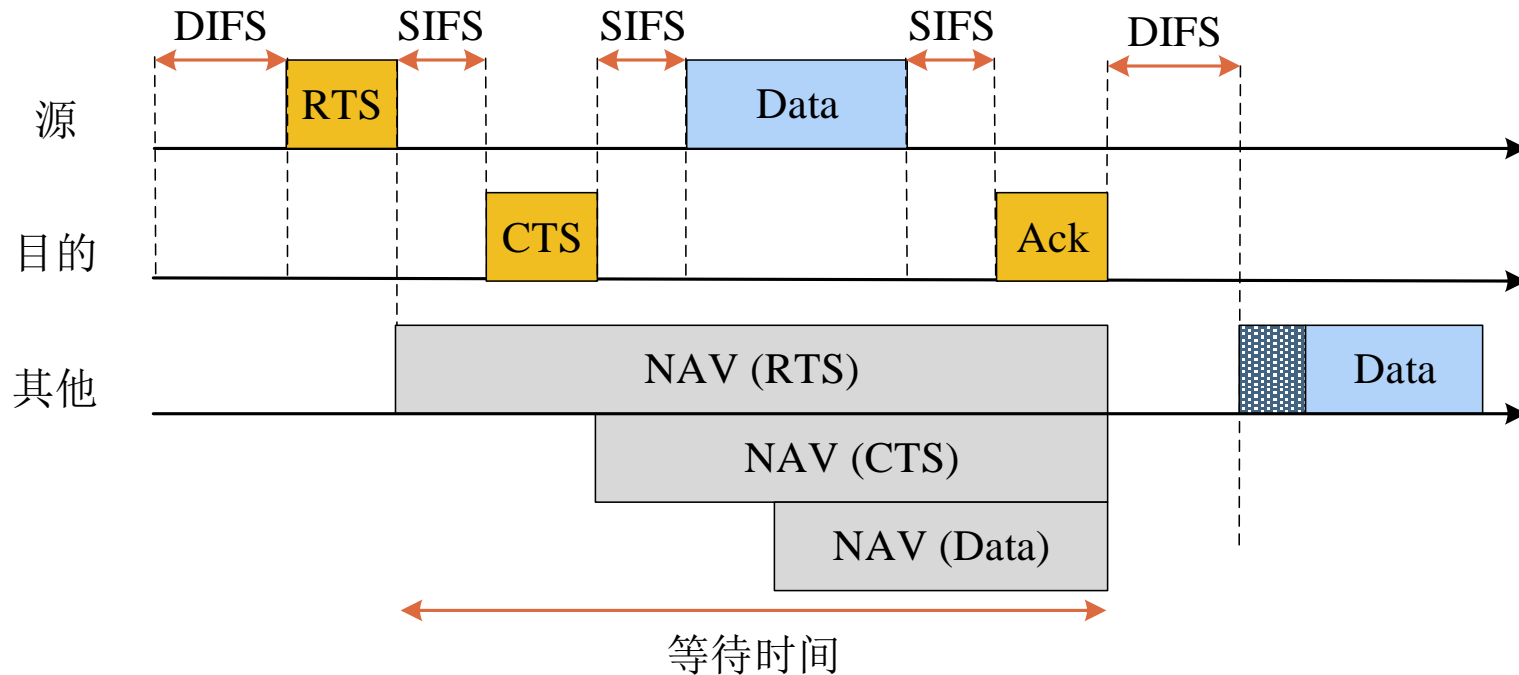 DIFS SIFS SIFS SIFS DIFS
源 RTS Data
目的 CTS Ack
其他 NAV (RTS) Data
NAV (CTS)
NAV (Data)
等待时间